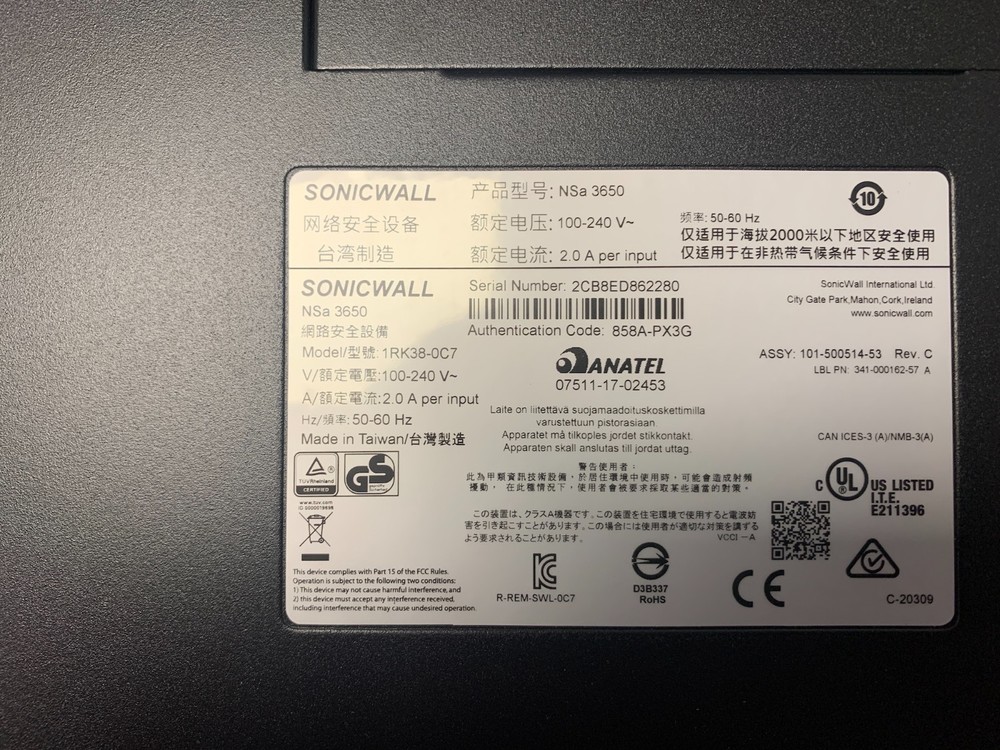 SONICWALL 产品型号: NSa 3650
10
网络安全设备 额定电压: 100-240 V~ 频率: 50-60 Hz
仅适用于海拔2000米以下地区安全使用
台湾制造 额定电流: 2.0 A per input 仅适用于在非热带气候条件下安全使用
SONICWALL
NSa 3650
網路安全設備
Model/型號: 1RK38-0C7
V/額定電壓:100-240 V~
A/額定電流:2.0 A per input
Hz/頻率: 50-60 Hz
Made in Taiwan/台灣製造
Serial Number: 2CB8ED862280
Authentication Code: 858A-PX3G
ANATEL
07511-17-02453
SonicWall International Ltd.
City Gate Park,Mahon,Cork,Ireland
www.sonicwall.com
ASSY: 101-500514-53 Rev. C
LBL PN: 341-000162-57 A
CAN ICES-3 (A)/NMB-3(A)
Laite on liitettävä suojamaadoituskoskettimilla
varustettuun pistorasiaan
Apparatet må tilkoples jordet stikkontakt.
Apparaten skall anslutas till jordat uttag.
警告使用者:
此為甲類資訊技術設備,於居住環境中使用時,可能會造成射頻
擾動, 在此種情況下,使用者會被要求採取某些適當的對策。
この装置は、クラスA機器です。この装置を住宅環境で使用すると電波妨
害を引き起こすことがあります。この場合には使用者が適切な対策を講ずる
よう要求されることがあります。 VCCI－A
TUVRheinland
CERTIFIED
GS
geprüfte
Sicherheit
www.tuv.com
ID 0000019698
This device complies with Part 15 of the FCC Rules.
Operation is subject to the following two conditions:
1) This device may not cause harmful interference, and
2) this device must accept any interference received,
including interference that may cause undesired operation.
R-REM-SWL-0C7
D3B337
RoHS
CE
C UL US LISTED
I.T.E.
E211396
C-20309